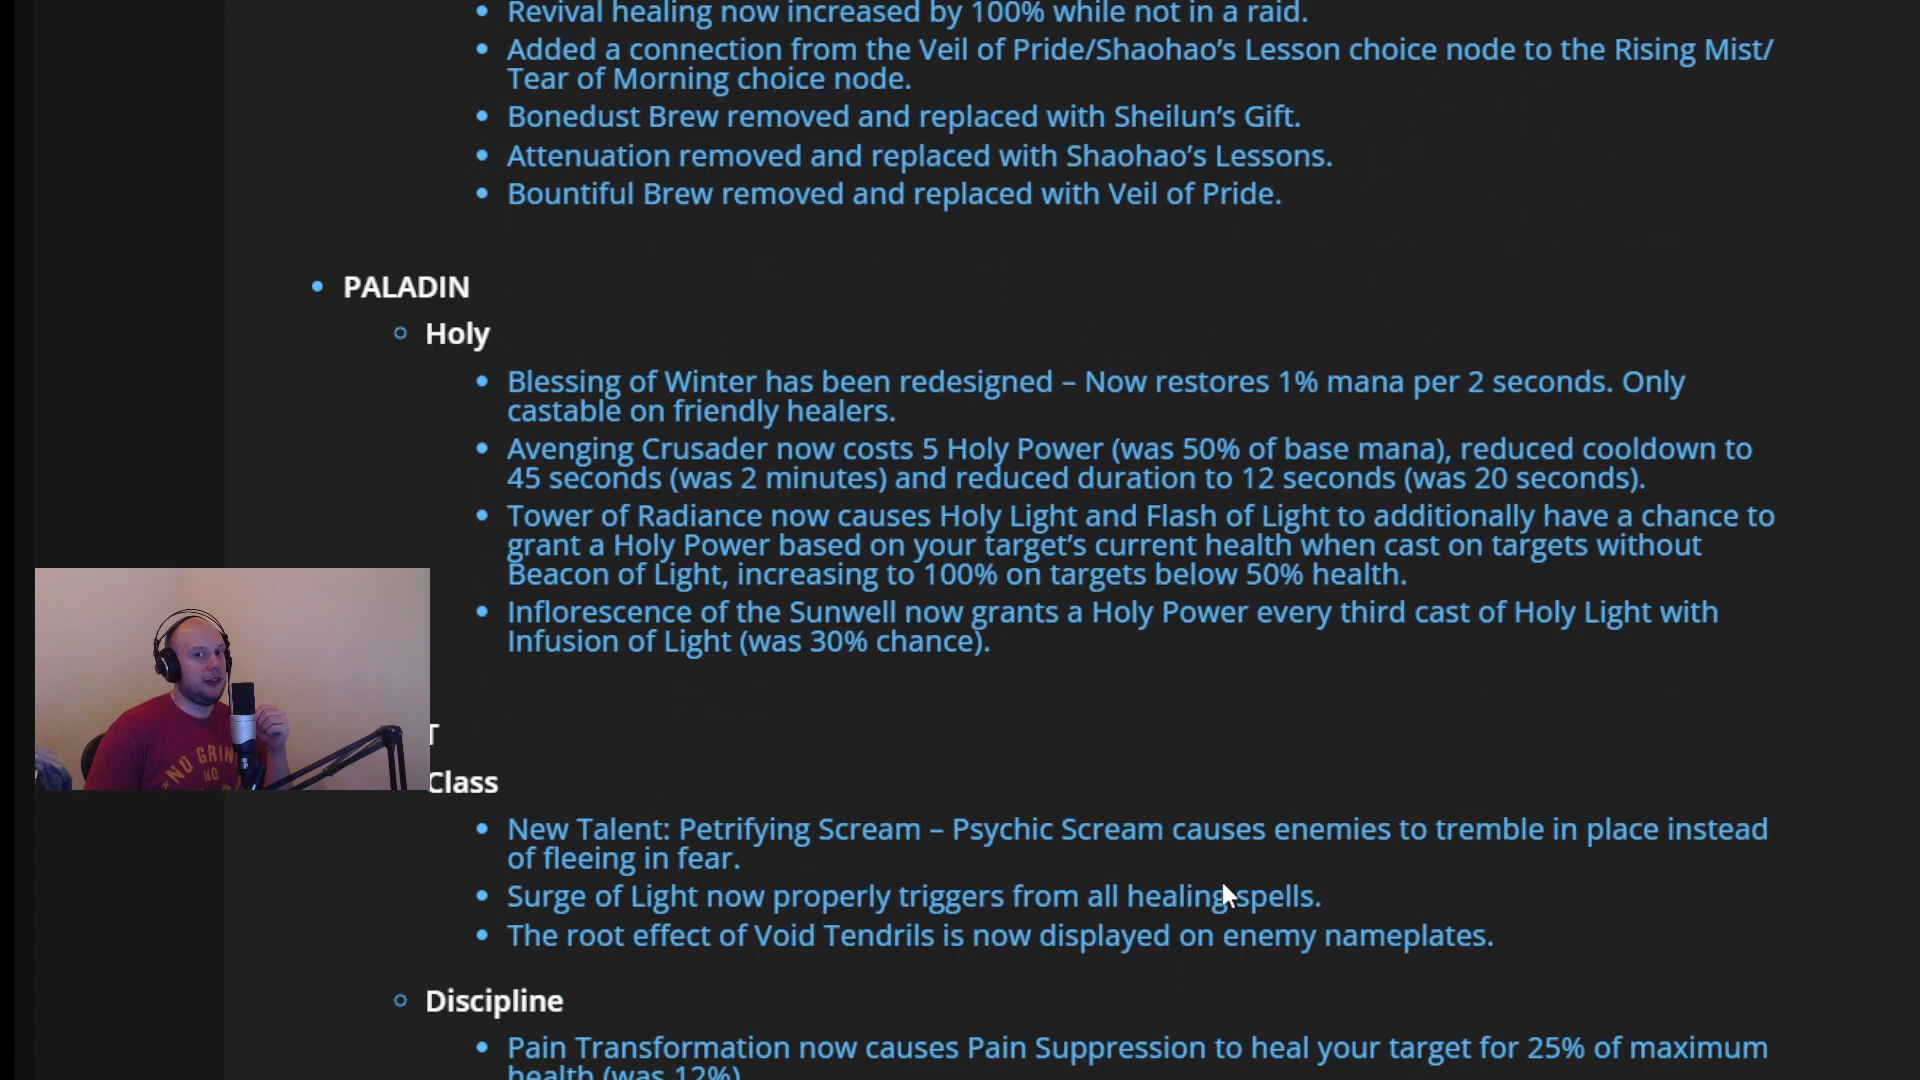 Revival healing now increased by 100% while not in a raid.
Added a connection from the Veil of Pride/Shaohao’s Lesson choice node to the Rising Mist/
Tear of Morning choice node.
Bonedust Brew removed and replaced with Sheilun’s Gift.
Attenuation removed and replaced with Shaohao’s Lessons.
Bountiful Brew removed and replaced with Veil of Pride.
PALADIN
Holy
Blessing of Winter has been redesigned – Now restores 1% mana per 2 seconds. Only
castable on friendly healers.
Avenging Crusader now costs 5 Holy Power (was 50% of base mana), reduced cooldown to
45 seconds (was 2 minutes) and reduced duration to 12 seconds (was 20 seconds).
Tower of Radiance now causes Holy Light and Flash of Light to additionally have a chance to
grant a Holy Power based on your target’s current health when cast on targets without
Beacon of Light, increasing to 100% on targets below 50% health.
Inflorescence of the Sunwell now grants a Holy Power every third cast of Holy Light with
Infusion of Light (was 30% chance).
T
Class
New Talent: Petrifying Scream – Psychic Scream causes enemies to tremble in place instead
of fleeing in fear.
Surge of Light now properly triggers from all healing spells.
The root effect of Void Tendrils is now displayed on enemy nameplates.
Discipline
Pain Transformation now causes Pain Suppression to heal your target for 25% of maximum
health (was 12%)
NO GRIN
NO